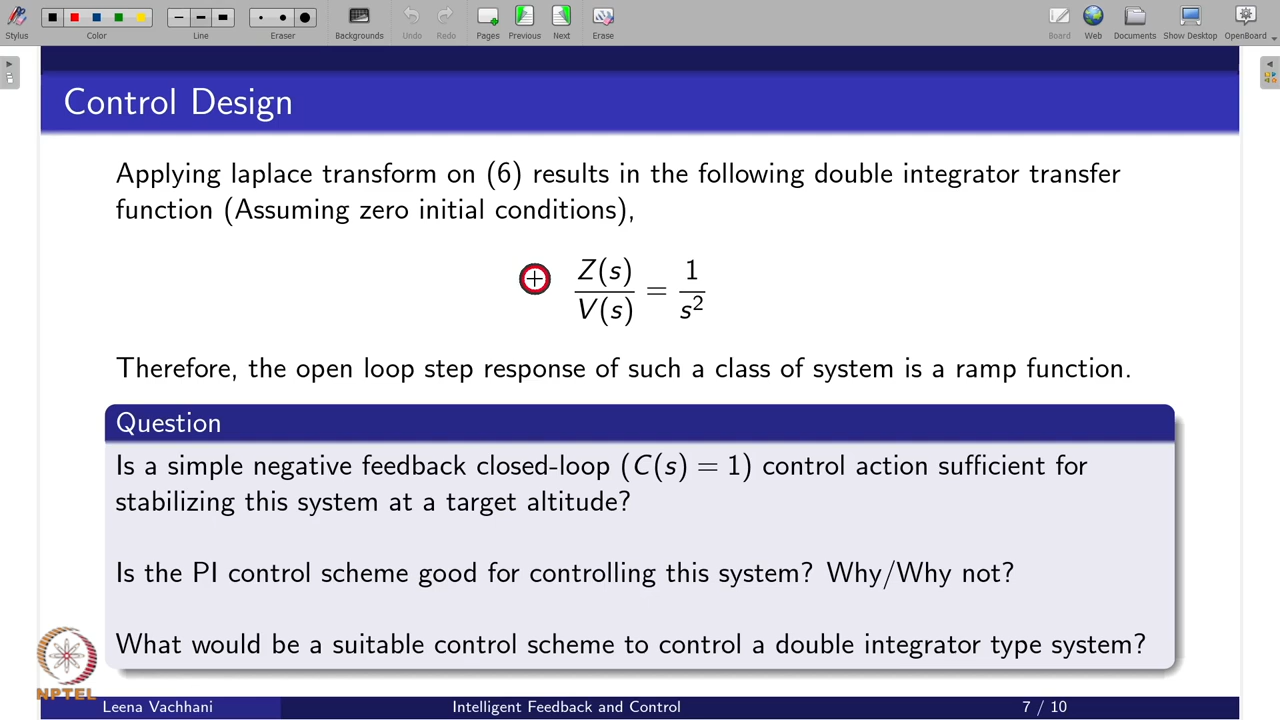 Stylus
Color
Line
Eraser
Backgrounds
Undo
Redo
Pages
Previous
Next
Erase
Board
Web
Documents
Show Desktop
OpenBoard
Control Design
Applying laplace transform on (6) results in the following double integrator transfer
function (Assuming zero initial conditions),
Z(s)/V(s) = 1/s²
Therefore, the open loop step response of such a class of system is a ramp function.
Question
Is a simple negative feedback closed-loop (C(s) = 1) control action sufficient for
stabilizing this system at a target altitude?
Is the PI control scheme good for controlling this system? Why/Why not?
What would be a suitable control scheme to control a double integrator type system?
NPTEL
Leena Vachhani
Intelligent Feedback and Control
7 / 10